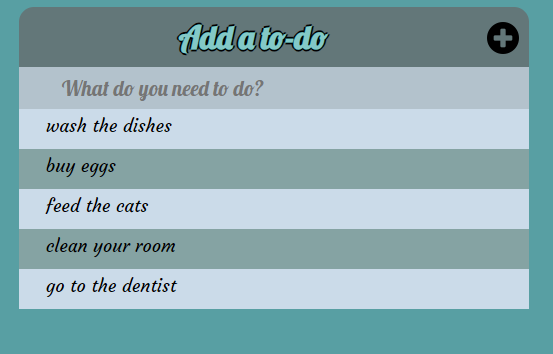 Add a to-do
What do you need to do?
wash the dishes
buy eggs
feed the cats
clean your room
go to the dentist